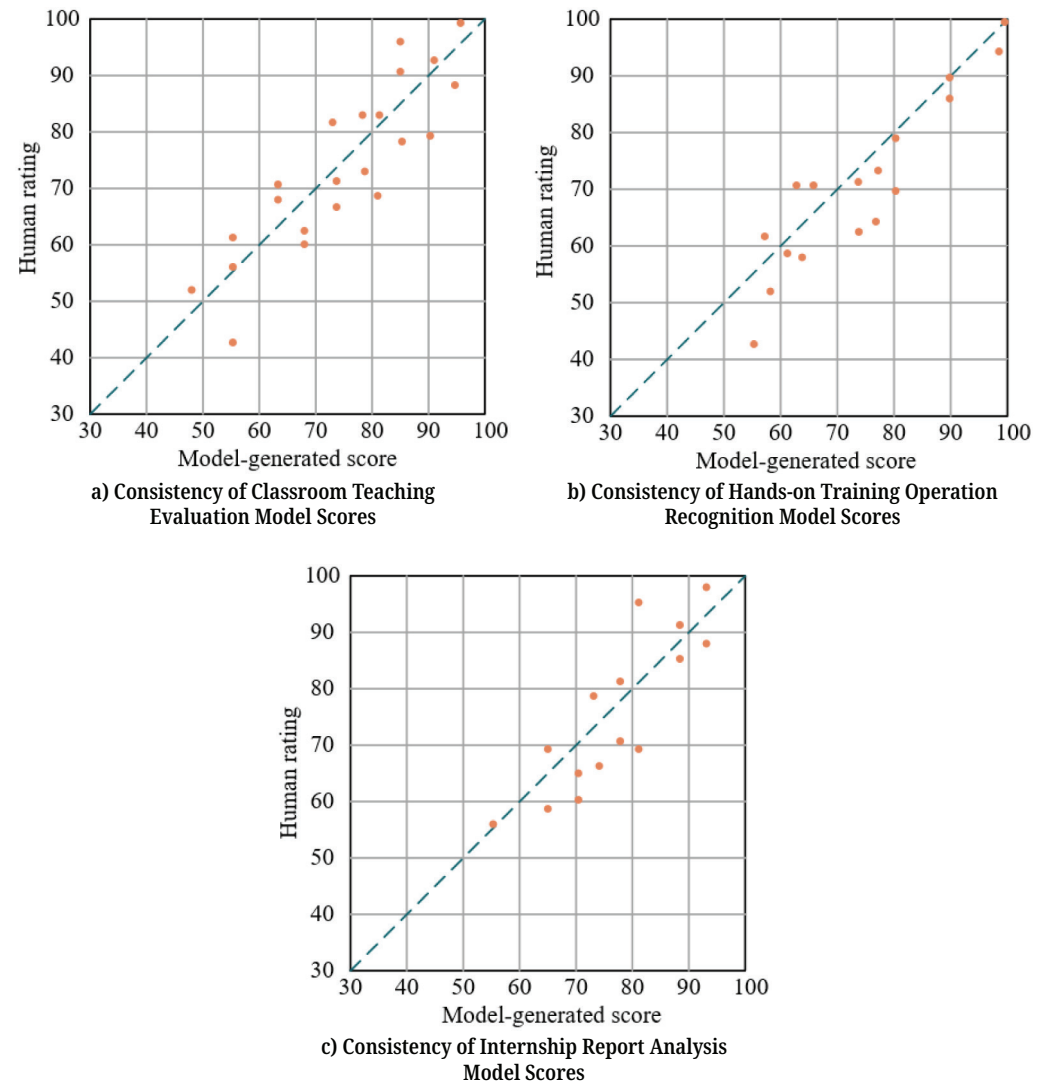 100
90
80
70
60
50
40
30
Human rating
30 40 50 60 70 80 90 100
Model-generated score
a) Consistency of Classroom Teaching
Evaluation Model Scores
100
90
80
70
60
50
40
30
Human rating
30 40 50 60 70 80 90 100
Model-generated score
b) Consistency of Hands-on Training Operation
Recognition Model Scores
100
90
80
70
60
50
40
30
Human rating
30 40 50 60 70 80 90 100
Model-generated score
c) Consistency of Internship Report Analysis
Model Scores